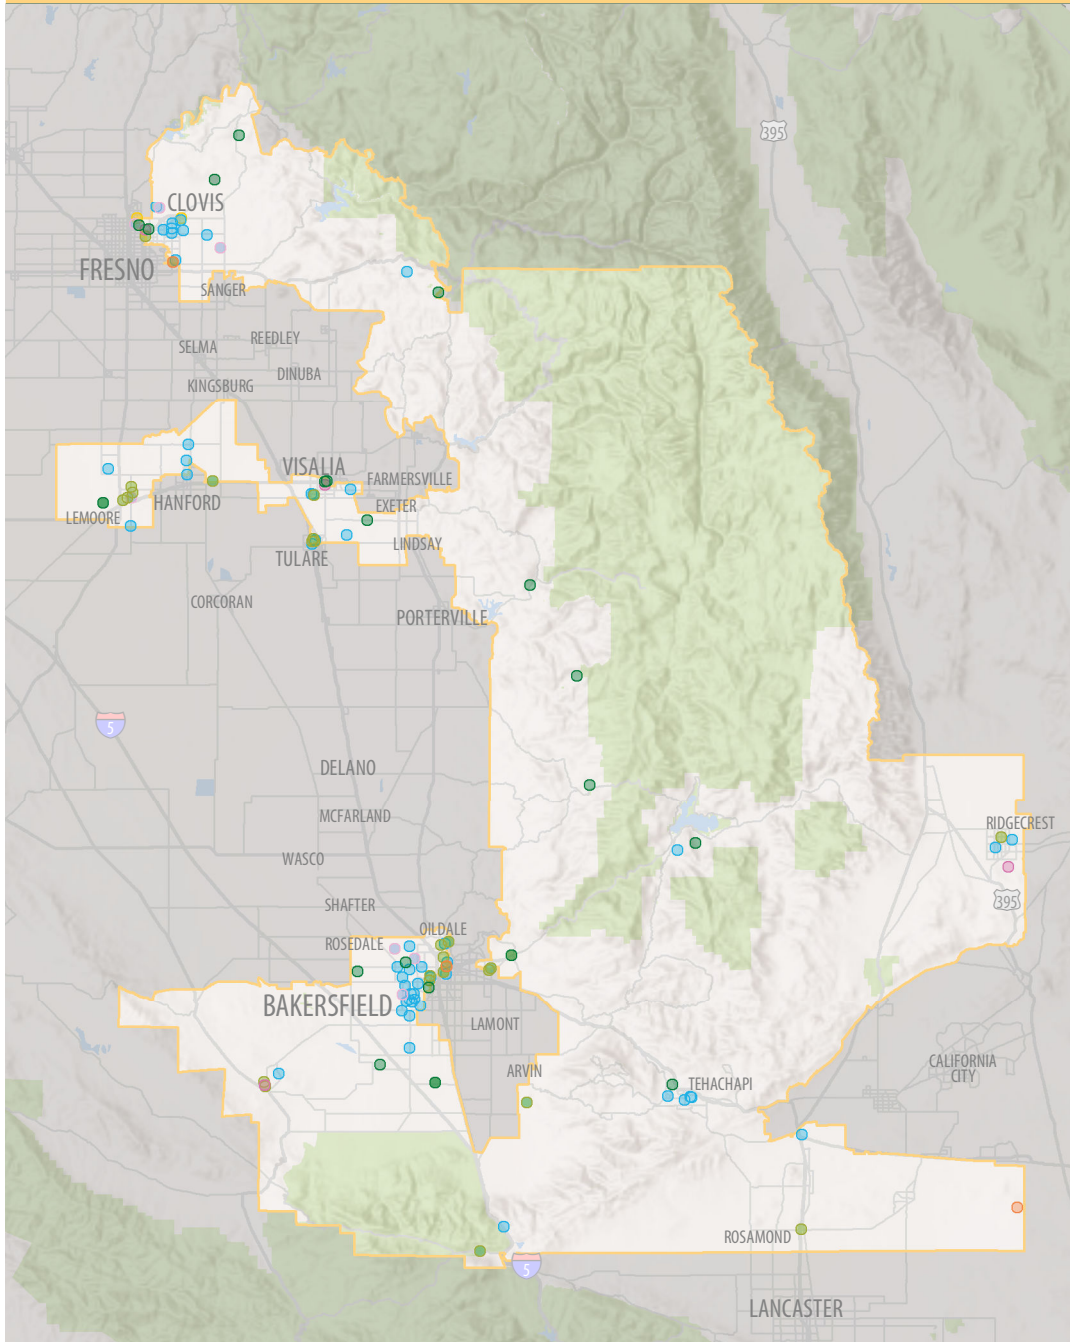 395
CLOVIS
FRESNO
SANGER
REEDLEY
SELMA
DINUBA
KINGSBURG
VISALIA
FARMERSVILLE
HANFORD
EXETER
LEMOORE
LINDSAY
TULARE
CORCORAN
PORTERVILLE
5
DELANO
MCFARLAND
RIDGECREST
WASCO
395
SHAFTER
OILDALE
ROSEDALE
BAKERSFIELD
LAMONT
CALIFORNIA
CITY
ARVIN
TEHACHAPI
ROSAMOND
5
LANCASTER